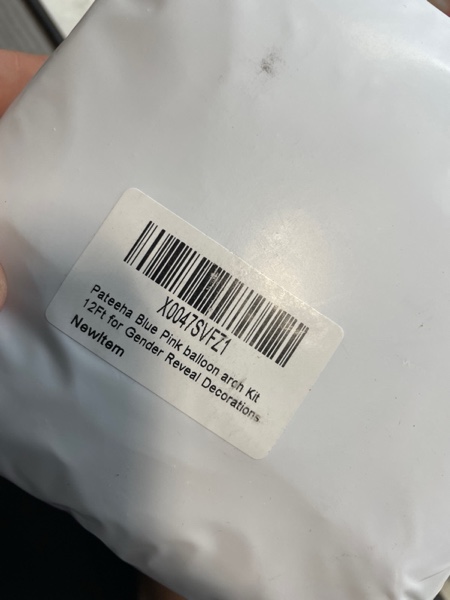 X0047SVFZ1
Pateeha Blue Pink balloon arch Kit
12Ft for Gender Reveal Decorations
NewItem